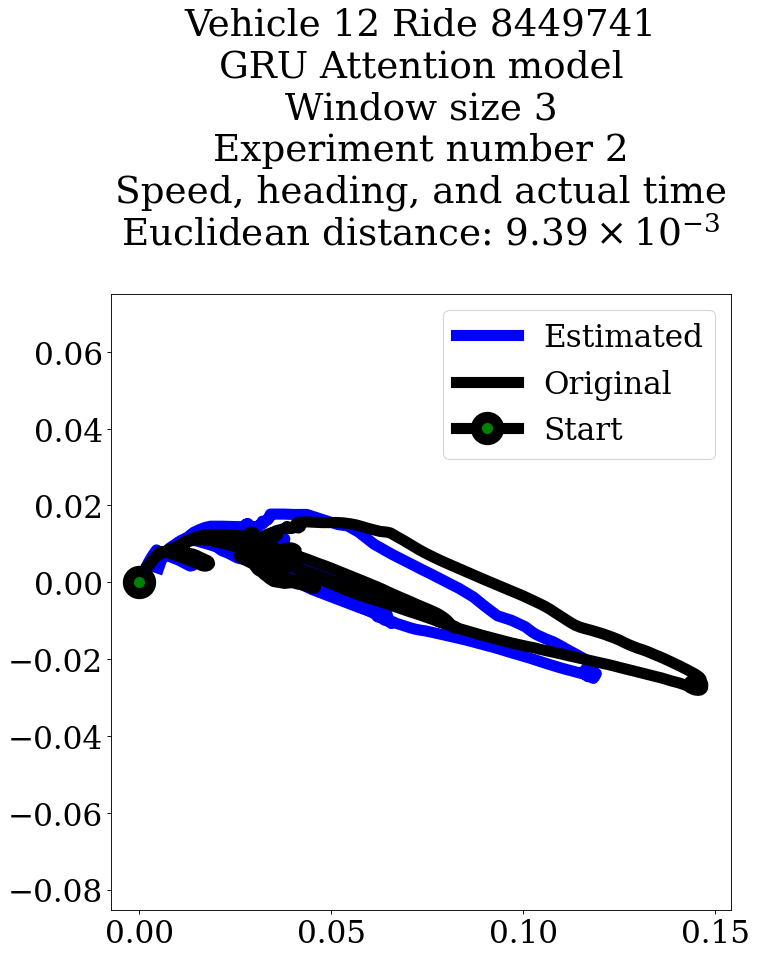 Vehicle 12 Ride 8449741
GRU Attention model
Window size 3
Experiment number 2
Speed, heading, and actual time
Euclidean distance: 9.39 × 10⁻³
Estimated
Original
Start
0.06
0.04
0.02
0.00
−0.02
−0.04
−0.06
−0.08
0.00 0.05 0.10 0.15